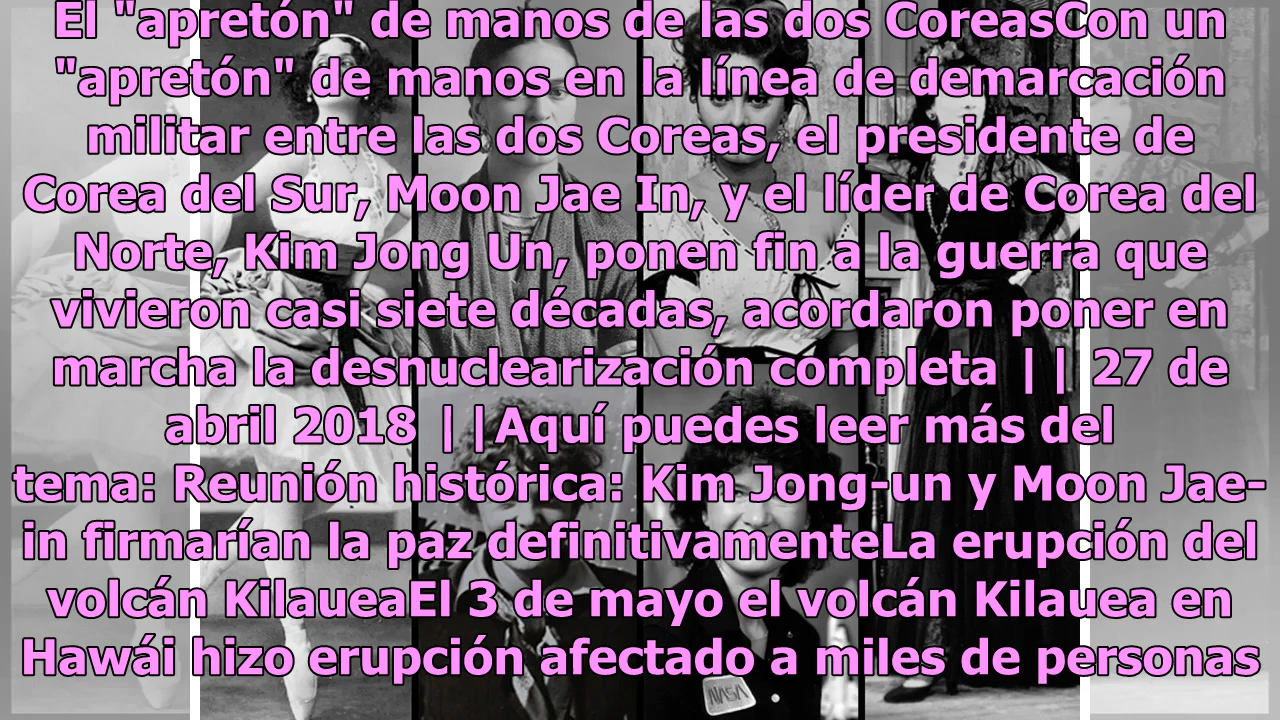 El "apretón" de manos de las dos CoreasCon un
"apretón" de manos en la línea de demarcación
militar entre las dos Coreas, el presidente de
Corea del Sur, Moon Jae In, y el líder de Corea del
Norte, Kim Jong Un, ponen fin a la guerra que
vivieron casi siete décadas, acordaron poner en
marcha la desnuclearización completa || 27 de
abril 2018 ||Aquí puedes leer más del
tema: Reunión histórica: Kim Jong-un y Moon Jae-
in firmarían la paz definitivamenteLa erupción del
volcán KilaueaEl 3 de mayo el volcán Kilauea en
Hawái hizo erupción afectado a miles de personas
NASA